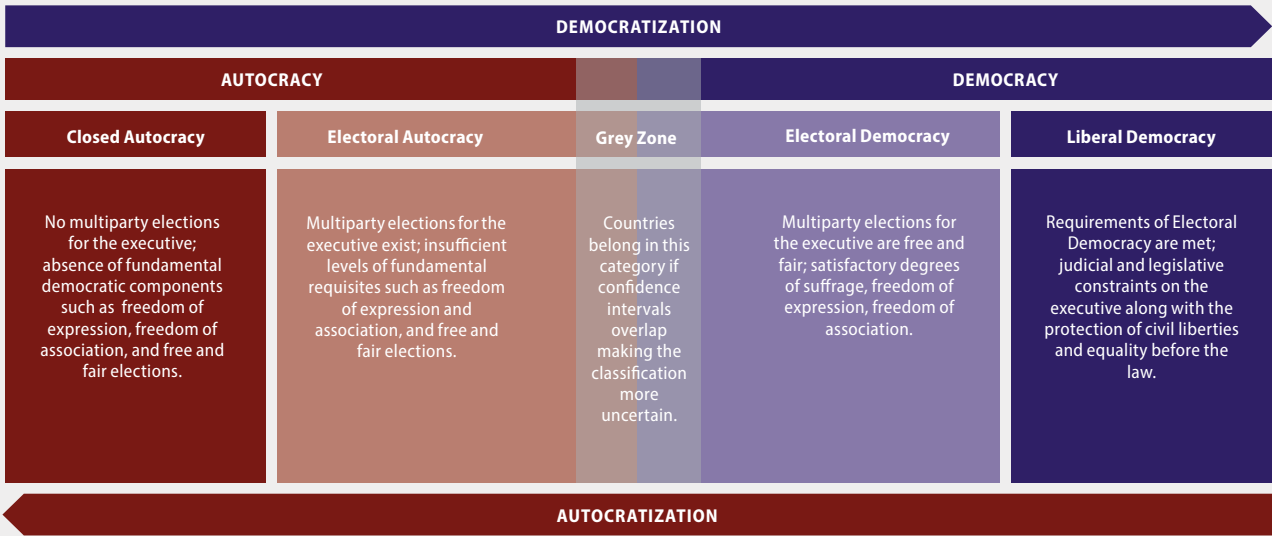 DEMOCRATIZATION
AUTOCRACY
DEMOCRACY
Closed Autocracy
Electoral Autocracy
Grey Zone
Electoral Democracy
Liberal Democracy
No multiparty elections
for the executive;
absence of fundamental
democratic components
such as freedom of
expression, freedom of
association, and free and
fair elections.
Multiparty elections for the
executive exist; insufficient
levels of fundamental
requisites such as freedom
of expression and
association, and free and
fair elections.
Countries
belong in this
category if
confidence
intervals
overlap
making the
classification
more
uncertain.
Multiparty elections for
the executive are free and
fair; satisfactory degrees
of suffrage, freedom of
expression, freedom of
association.
Requirements of Electoral
Democracy are met;
judicial and legislative
constraints on the
executive along with the
protection of civil liberties
and equality before the
law.
AUTOCRATIZATION